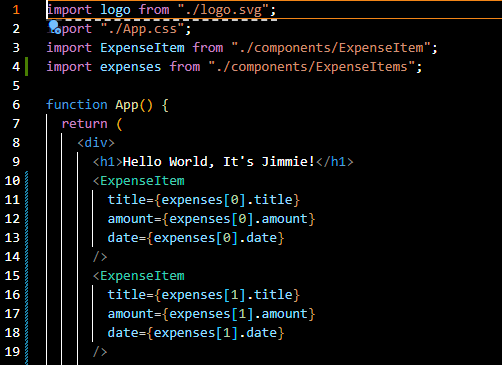 1 import logo from "./logo.svg";
2 import "./App.css";
3 import ExpenseItem from "./components/ExpenseItem";
4 import expenses from "./components/ExpenseItems";
5
6 function App() {
7 return (
8 <div>
9 <h1>Hello World, It's Jimmie!</h1>
10 <ExpenseItem
11 title={expenses[0].title}
12 amount={expenses[0].amount}
13 date={expenses[0].date}
14 />
15 <ExpenseItem
16 title={expenses[1].title}
17 amount={expenses[1].amount}
18 date={expenses[1].date}
19 />